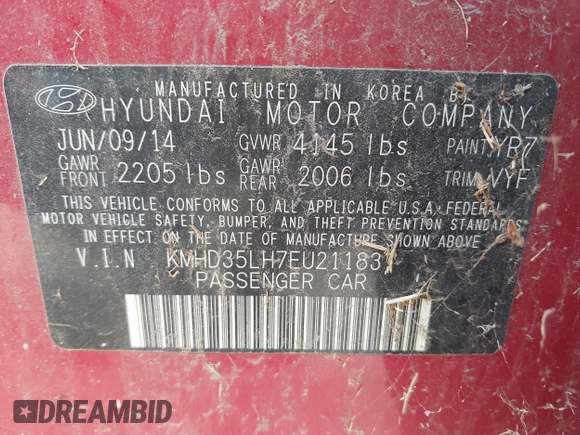 MANUFACTURED IN KOREA B
HYUNDAI MOTOR COMPANY
JUN/09/14 GVWR 4145 lbs PAINT YR7
GAWR FRONT 2205 lbs GAWR REAR 2006 lbs TRIM VYF
THIS VEHICLE CONFORMS TO ALL APPLICABLE U.S.A. FEDERAL
MOTOR VEHICLE SAFETY, BUMPER, AND THEFT PREVENTION STANDARDS
IN EFFECT ON THE DATE OF MANUFACTURE SHOWN ABOVE
V.I.N KMHD35LH7EU21183
PASSENGER CAR
DREAMBID